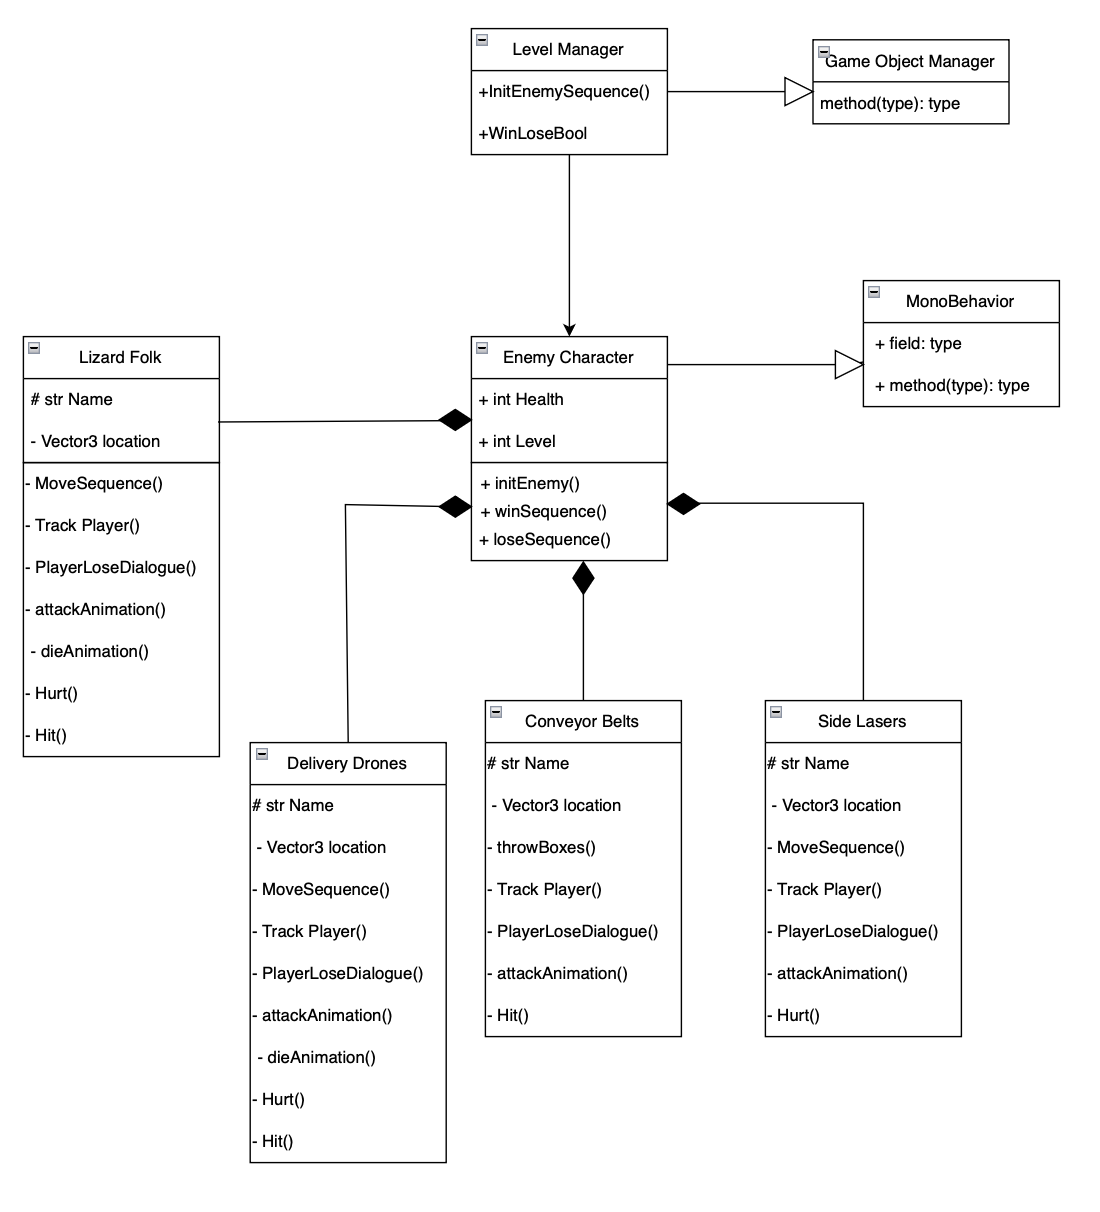 Level Manager
+InitEnemySequence()
+WinLoseBool
Game Object Manager
method(type): type
MonoBehavior
+ field: type
+ method(type): type
Lizard Folk
# str Name
- Vector3 location
- MoveSequence()
- Track Player()
- PlayerLoseDialogue()
- attackAnimation()
- dieAnimation()
- Hurt()
- Hit()
Enemy Character
+ int Health
+ int Level
+ initEnemy()
+ winSequence()
+ loseSequence()
Delivery Drones
# str Name
- Vector3 location
- MoveSequence()
- Track Player()
- PlayerLoseDialogue()
- attackAnimation()
- dieAnimation()
- Hurt()
- Hit()
Conveyor Belts
# str Name
- Vector3 location
- throwBoxes()
- Track Player()
- PlayerLoseDialogue()
- attackAnimation()
- Hit()
Side Lasers
# str Name
- Vector3 location
- MoveSequence()
- Track Player()
- PlayerLoseDialogue()
- attackAnimation()
- Hurt()